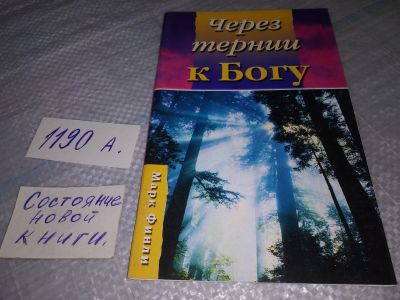 Через
тернии
к Богу
Марк Финли
1190 А.
Состояние
новой
книги.